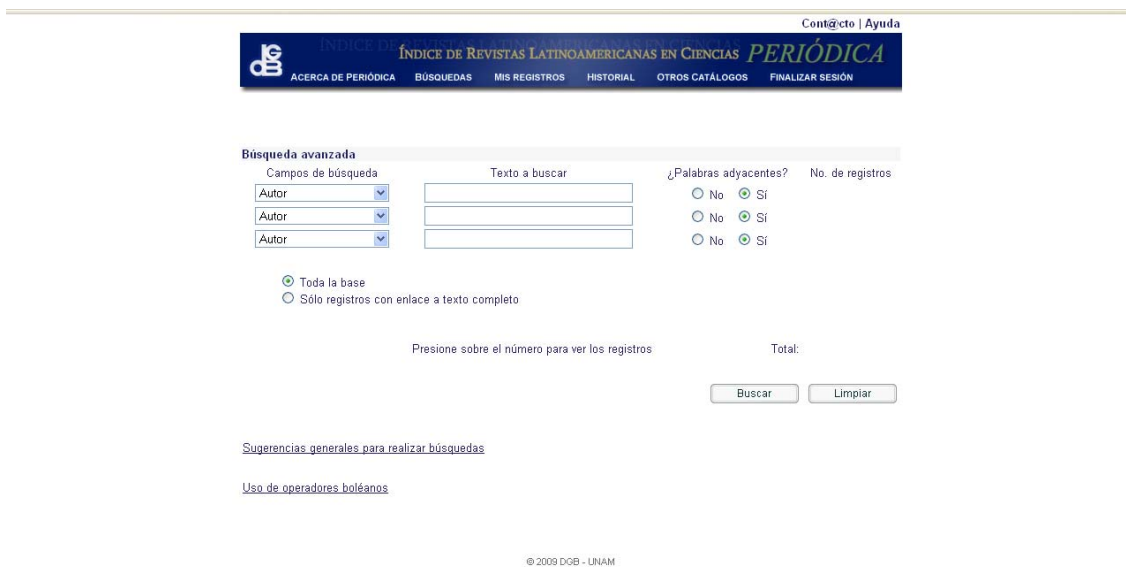 Cont@cto | Ayuda
ÍNDICE DE REVISTAS LATINOAMERICANAS EN CIENCIAS PERIÓDICA
ACERCA DE PERIÓDICA BÚSQUEDAS MIS REGISTROS HISTORIAL OTROS CATÁLOGOS FINALIZAR SESIÓN
Búsqueda avanzada
Campos de búsqueda Texto a buscar ¿Palabras adyacentes? No. de registros
Autor No Sí
Autor No Sí
Autor No Sí
Toda la base
Sólo registros con enlace a texto completo
Presione sobre el número para ver los registros Total:
Buscar Limpiar
Sugerencias generales para realizar búsquedas
Uso de operadores boléanos
© 2009 DGB - UNAM